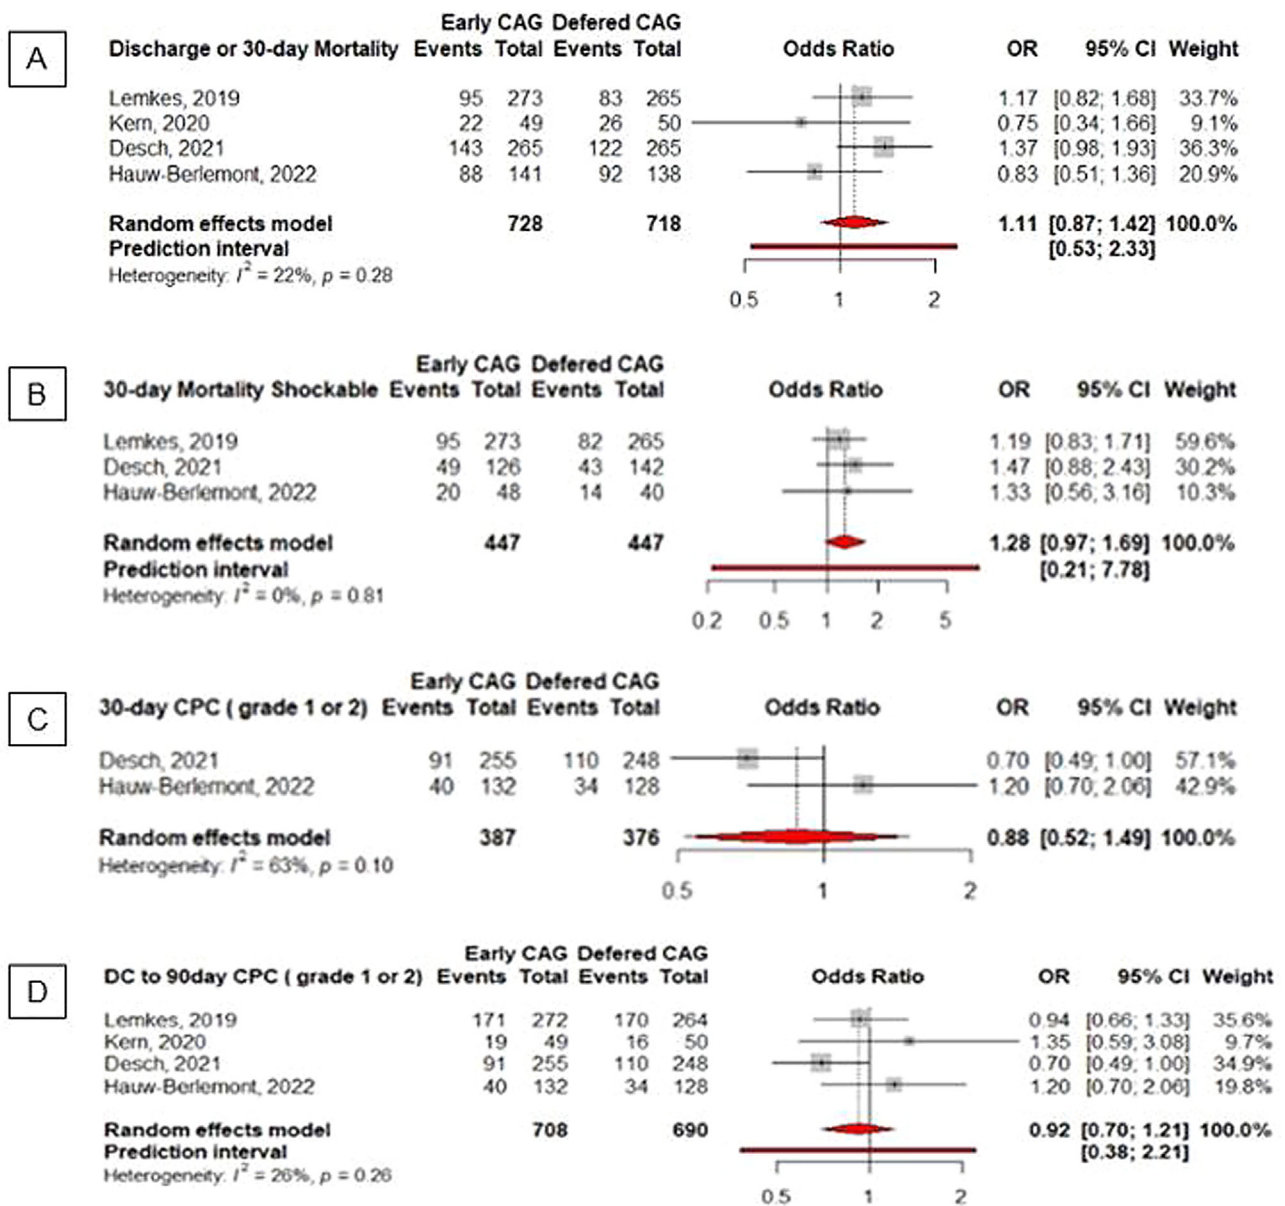 A
Early CAG Defered CAG
Discharge or 30-day Mortality Events Total Events Total Odds Ratio OR 95% CI Weight
Lemkes, 2019 95 273 83 265 1.17 [0.82; 1.68] 33.7%
Kern, 2020 22 49 26 50 0.75 [0.34; 1.66] 9.1%
Desch, 2021 143 265 122 265 1.37 [0.98; 1.93] 36.3%
Hauw-Berlemont, 2022 88 141 92 138 0.83 [0.51; 1.36] 20.9%
Random effects model 728 718 1.11 [0.87; 1.42] 100.0%
Prediction interval [0.53; 2.33]
Heterogeneity: I² = 22%, p = 0.28
0.5 1 2
B
Early CAG Defered CAG
30-day Mortality Shockable Events Total Events Total Odds Ratio OR 95% CI Weight
Lemkes, 2019 95 273 82 265 1.19 [0.83; 1.71] 59.6%
Desch, 2021 49 126 43 142 1.47 [0.88; 2.43] 30.2%
Hauw-Berlemont, 2022 20 48 14 40 1.33 [0.56; 3.16] 10.3%
Random effects model 447 447 1.28 [0.97; 1.69] 100.0%
Prediction interval [0.21; 7.78]
Heterogeneity: I² = 0%, p = 0.81
0.2 0.5 1 2 5
C
Early CAG Defered CAG
30-day CPC ( grade 1 or 2) Events Total Events Total Odds Ratio OR 95% CI Weight
Desch, 2021 91 255 110 248 0.70 [0.49; 1.00] 57.1%
Hauw-Berlemont, 2022 40 132 34 128 1.20 [0.70; 2.06] 42.9%
Random effects model 387 376 0.88 [0.52; 1.49] 100.0%
Heterogeneity: I² = 63%, p = 0.10
0.5 1 2
D
Early CAG Defered CAG
DC to 90day CPC ( grade 1 or 2) Events Total Events Total Odds Ratio OR 95% CI Weight
Lemkes, 2019 171 272 170 264 0.94 [0.66; 1.33] 35.6%
Kern, 2020 19 49 16 50 1.35 [0.59; 3.08] 9.7%
Desch, 2021 91 255 110 248 0.70 [0.49; 1.00] 34.9%
Hauw-Berlemont, 2022 40 132 34 128 1.20 [0.70; 2.06] 19.8%
Random effects model 708 690 0.92 [0.70; 1.21] 100.0%
Prediction interval [0.38; 2.21]
Heterogeneity: I² = 26%, p = 0.26
0.5 1 2